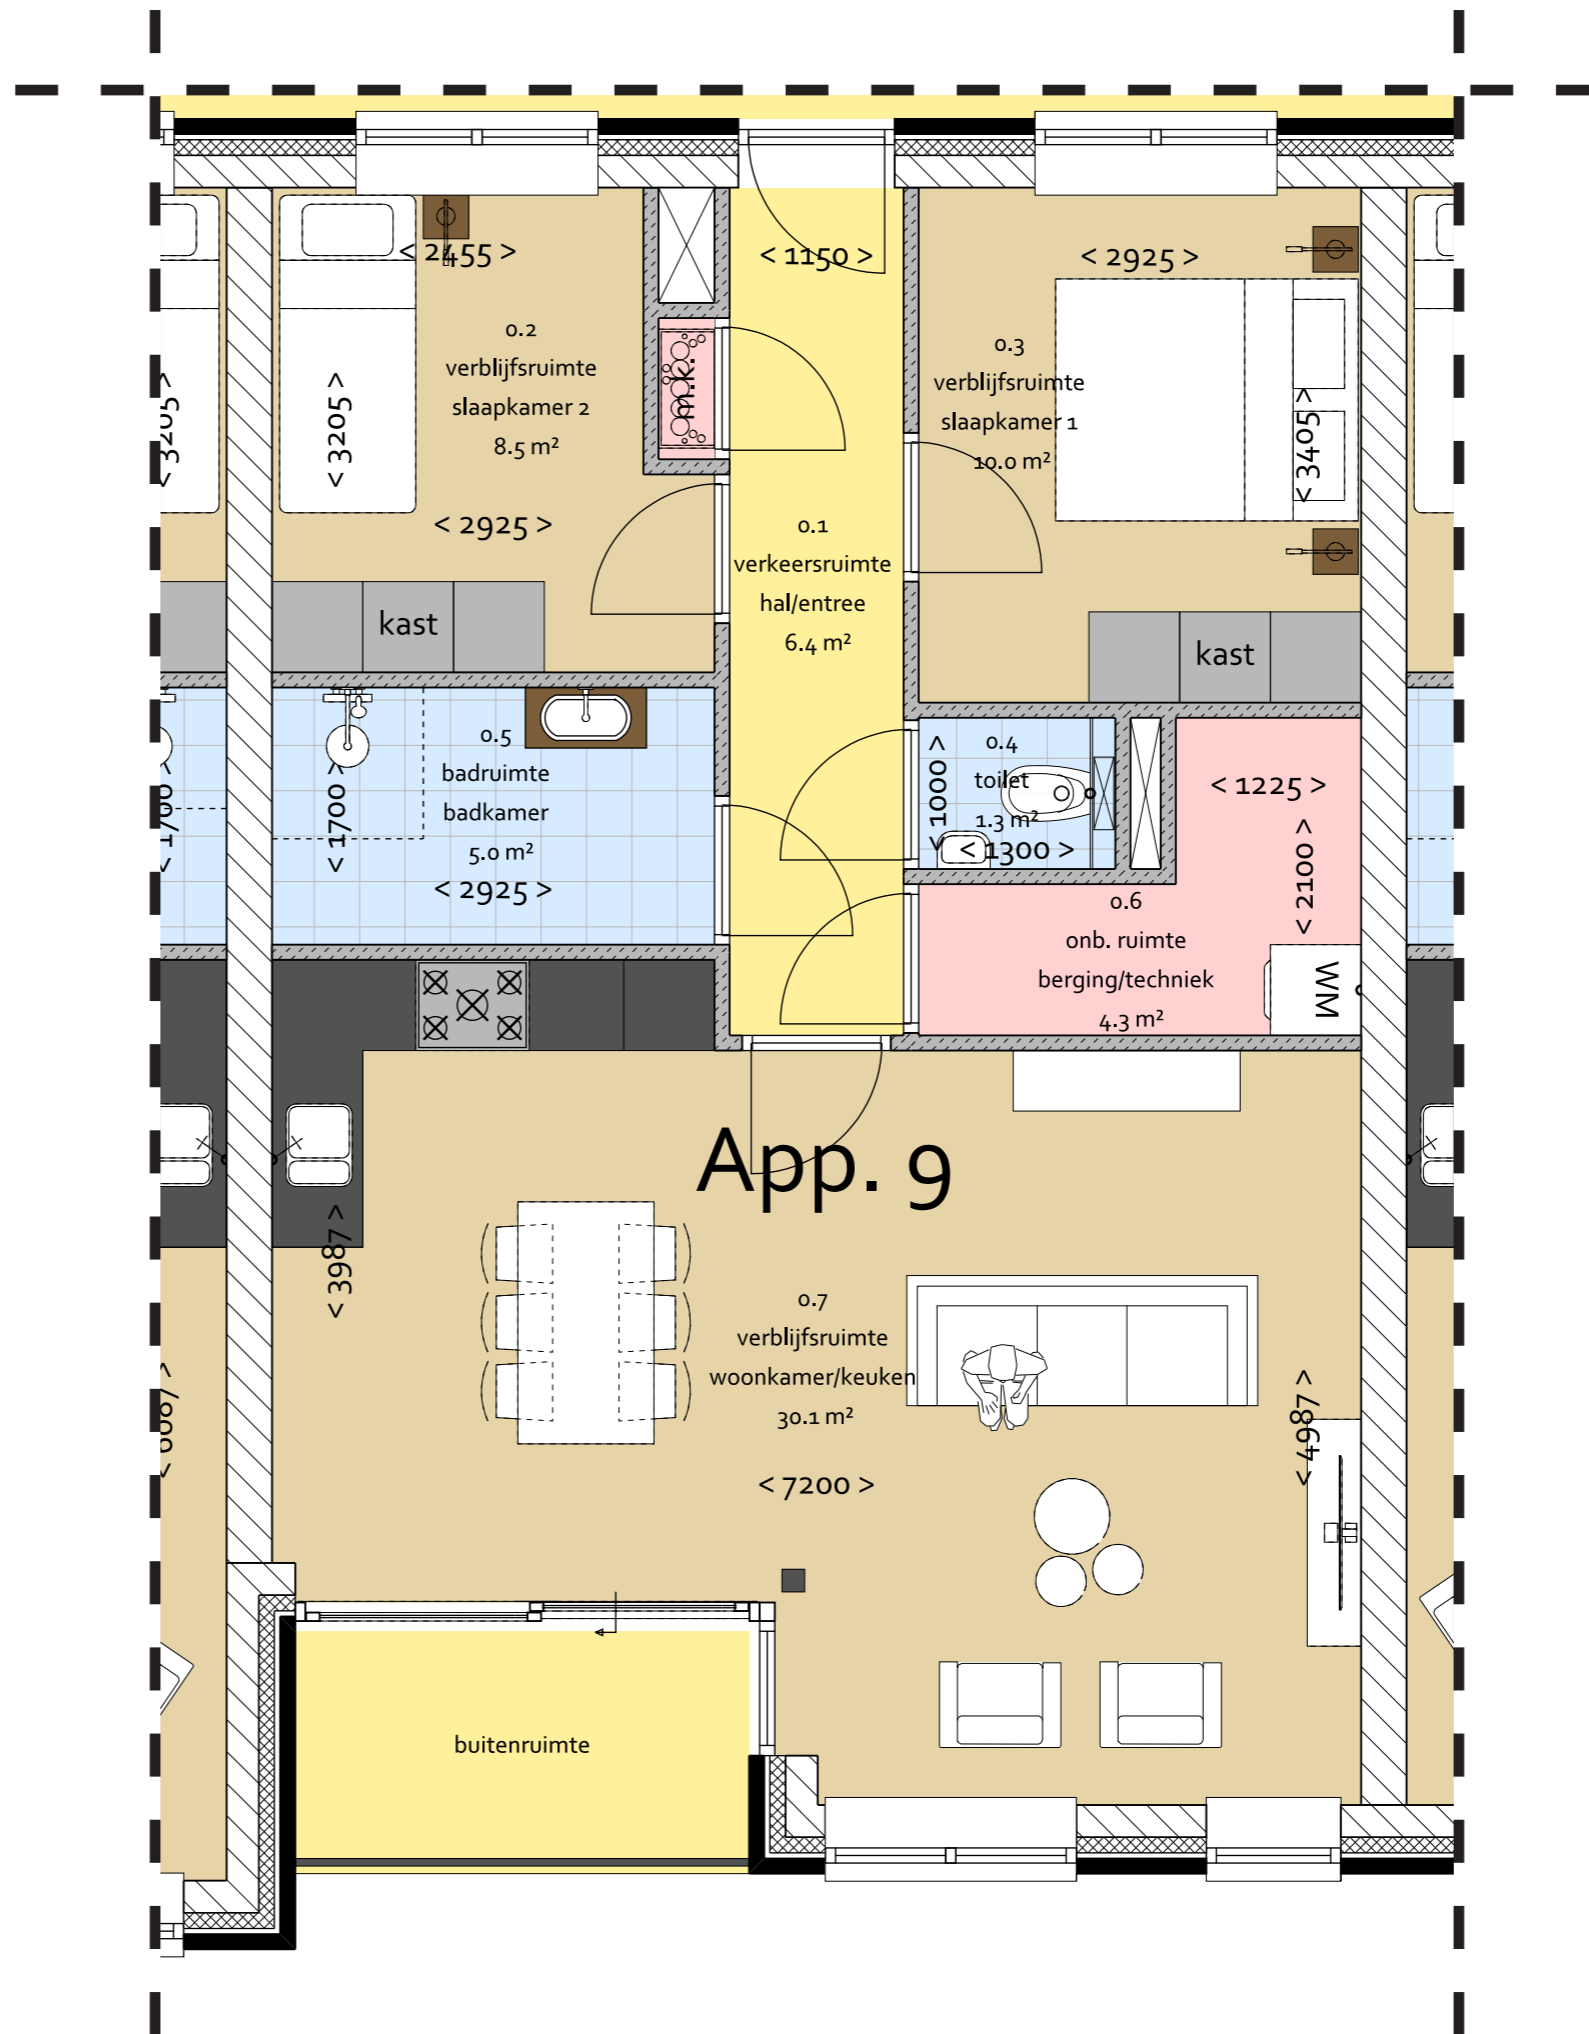 < 2455 >
< 1150 >
< 2925 >
0.2
verblijfsruimte
slaapkamer 2
8.5 m²
0.3
verblijfsruimte
slaapkamer 1
10.0 m²
m.k.
< 3205 >
< 3205 >
< 3405 >
< 2925 >
0.1
verkeersruimte
hal/entree
6.4 m²
kast
kast
0.5
badruimte
badkamer
5.0 m²
< 1700 >
< 1700 >
< 2925 >
0.4
toilet
1.3 m²
< 1000 >
< 1300 >
< 1225 >
< 2100 >
0.6
onb. ruimte
berging/techniek
4.3 m²
WM
App. 9
< 3987 >
0.7
verblijfsruimte
woonkamer/keuken
30.1 m²
< 4987 >
< 7200 >
buitenruimte